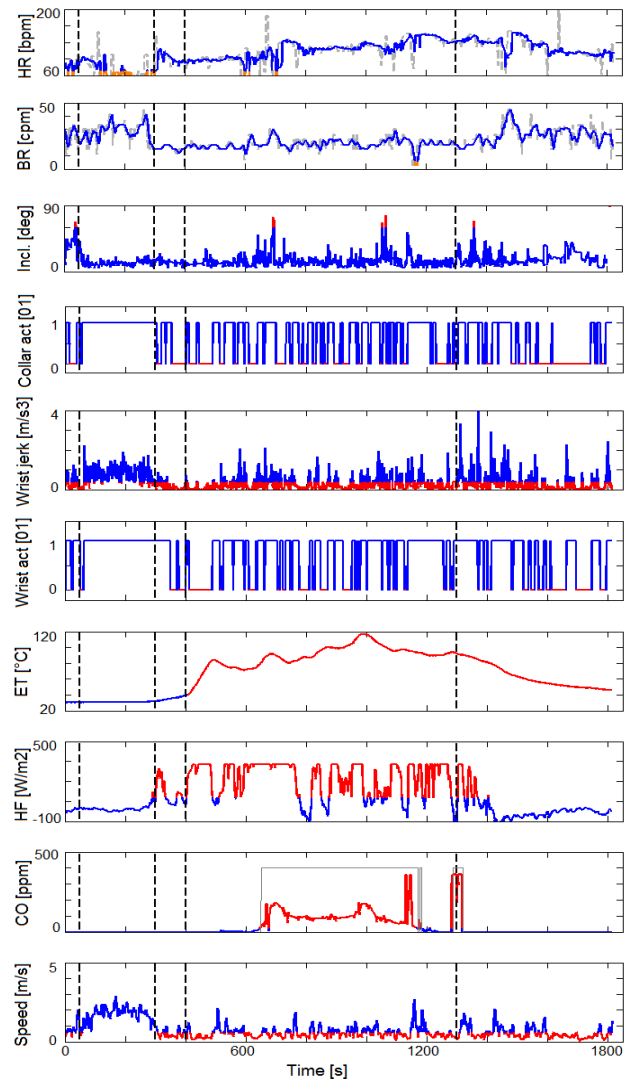 200
HR [bpm]
60
50
BR [cpm]
0
90
Incl. [deg]
0
Collar act [01]
1
0
4
Wrist jerk [m/s3]
0
Wrist act [01]
1
0
120
ET [°C]
20
500
HF [W/m2]
-100
500
CO [ppm]
0
5
Speed [m/s]
0
0 600 1200 1800
Time [s]